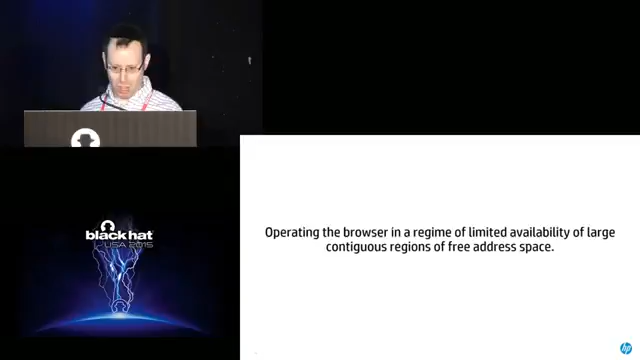 black hat
USA 2015
Operating the browser in a regime of limited availability of large
contiguous regions of free address space.
hp